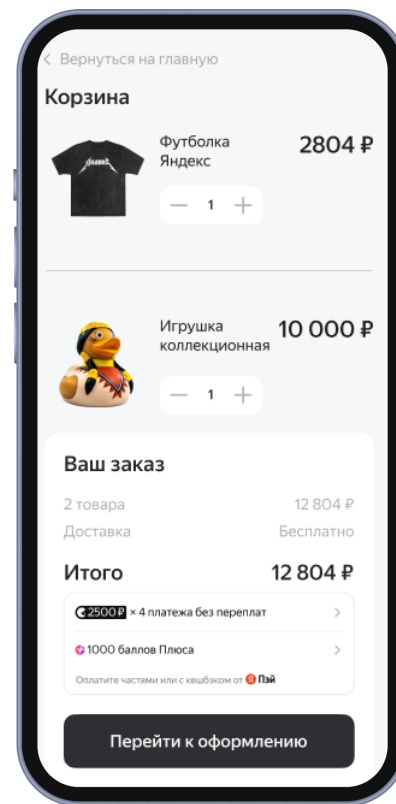 Вернуться на главную
Корзина
Футболка
Яндекс
2804 ₽
— 1 +
Игрушка
коллекционная
10 000 ₽
— 1 +
Ваш заказ
2 товара 12 804 ₽
Доставка Бесплатно
Итого 12 804 ₽
2500 ₽ × 4 платежа без переплат
1000 баллов Плюса
Оплатите частями или с кешбэком от Я Пэй
Перейти к оформлению